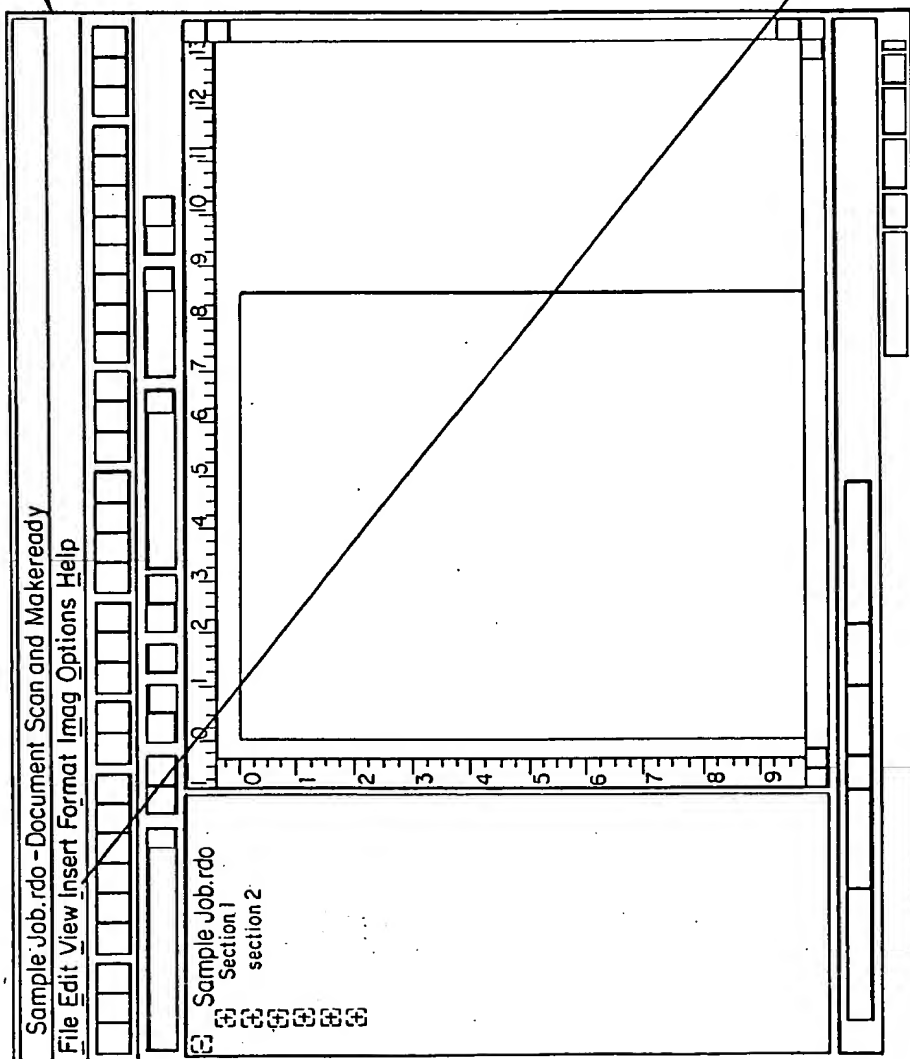 Sample Job.rdo - Document Scan and Makeready
File Edit View Insert Format Imag Options Help
Sample Job.rdo
Section 1
section 2
1 0 1 2 3 4 5 6 7 8 9 10 11 12 13
0
1
2
3
4
5
6
7
8
9